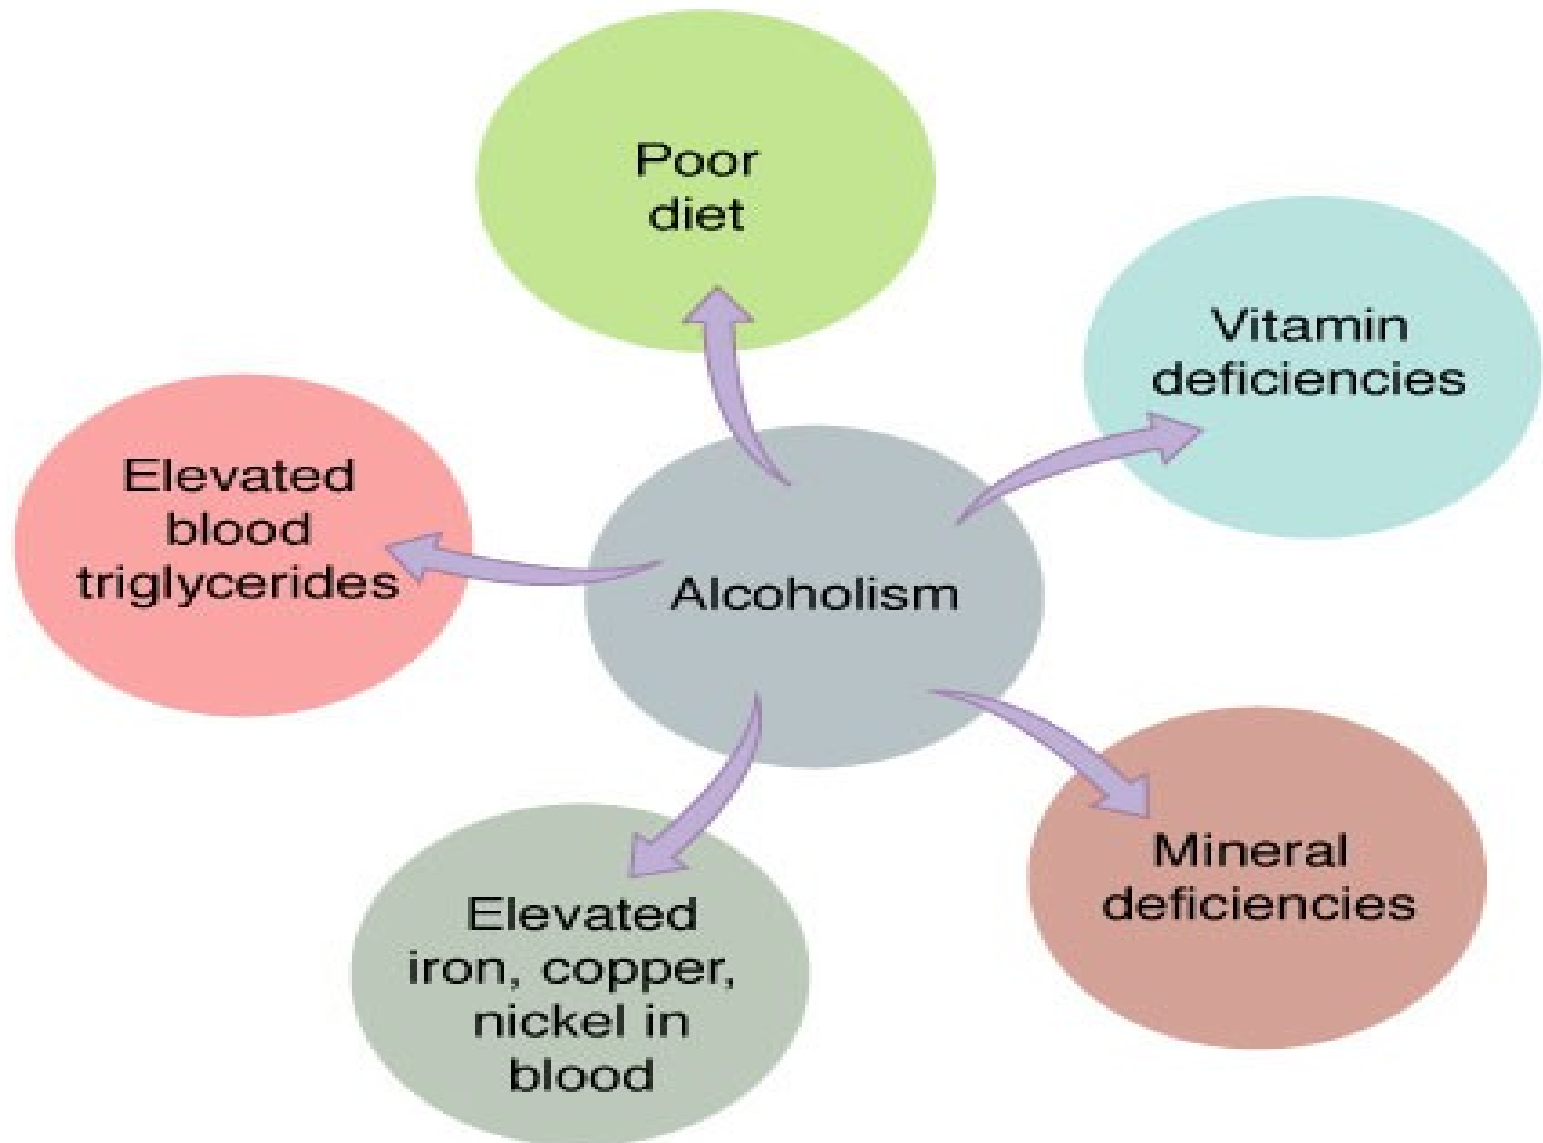 Poor
diet
Vitamin
deficiencies
Elevated
blood
triglycerides
Alcoholism
Mineral
deficiencies
Elevated
iron, copper,
nickel in
blood